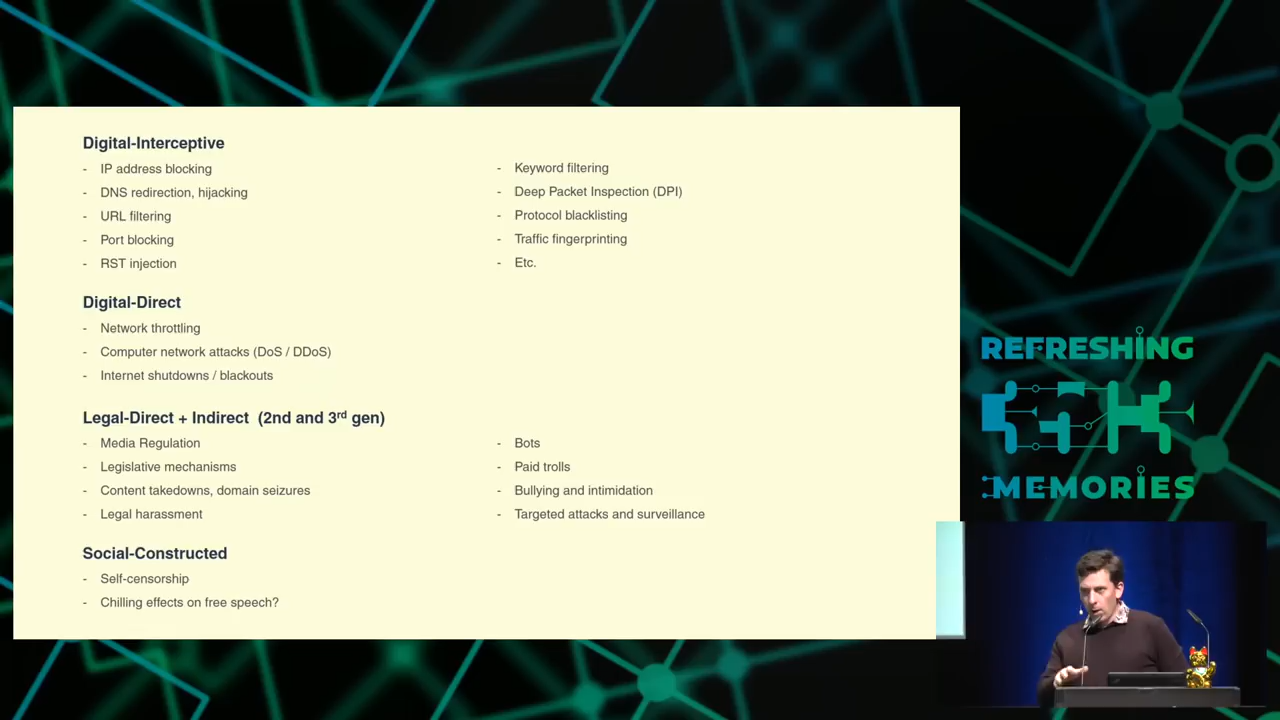 Digital-Interceptive
- IP address blocking
- DNS redirection, hijacking
- URL filtering
- Port blocking
- RST injection
- Keyword filtering
- Deep Packet Inspection (DPI)
- Protocol blacklisting
- Traffic fingerprinting
- Etc.
Digital-Direct
- Network throttling
- Computer network attacks (DoS / DDoS)
- Internet shutdowns / blackouts
Legal-Direct + Indirect (2nd and 3rd gen)
- Media Regulation
- Legislative mechanisms
- Content takedowns, domain seizures
- Legal harassment
- Bots
- Paid trolls
- Bullying and intimidation
- Targeted attacks and surveillance
Social-Constructed
- Self-censorship
- Chilling effects on free speech?
REFRESHING
MEMORIES